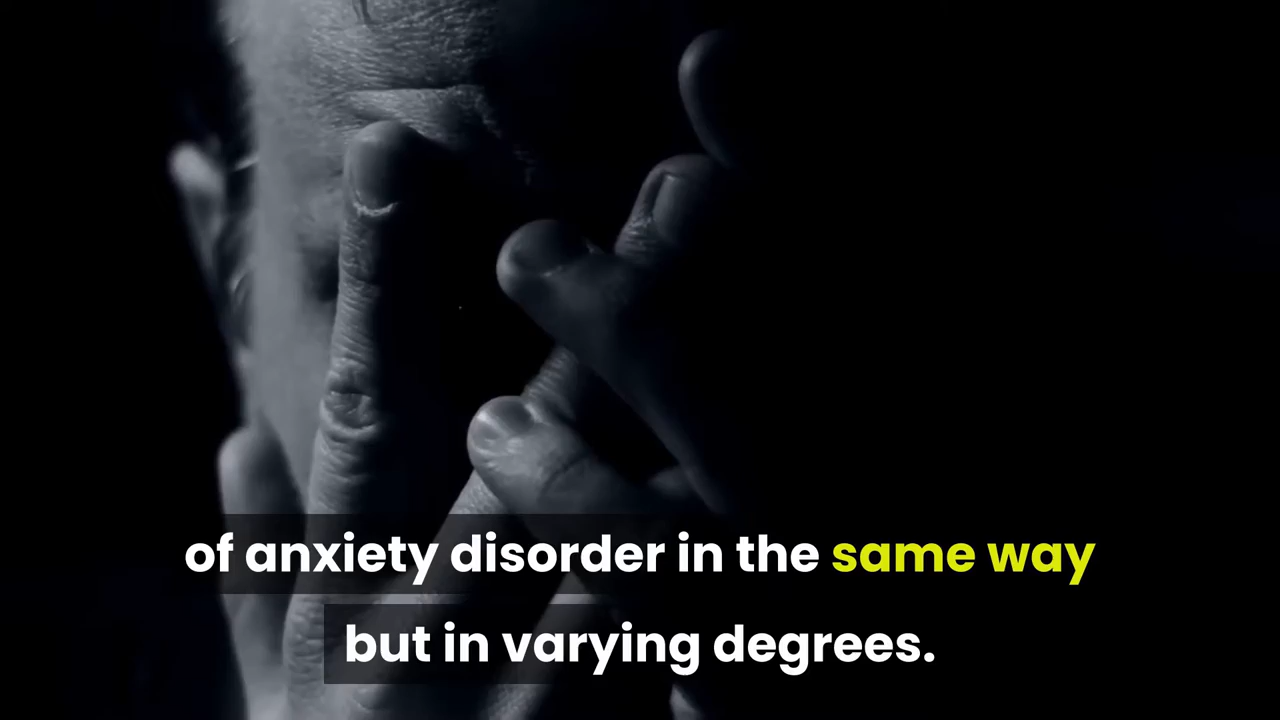 of anxiety disorder in the same way
but in varying degrees.